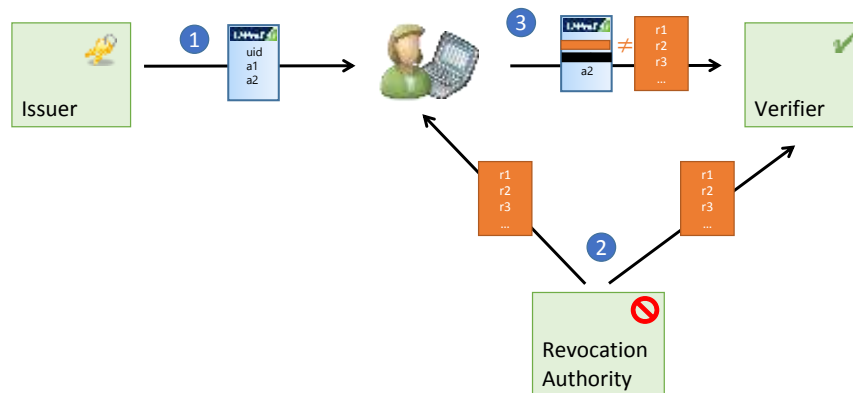 1
3
uid
a1
a2
a2
≠
r1
r2
r3
...
Issuer
Verifier
r1
r2
r3
...
r1
r2
r3
...
2
Revocation
Authority